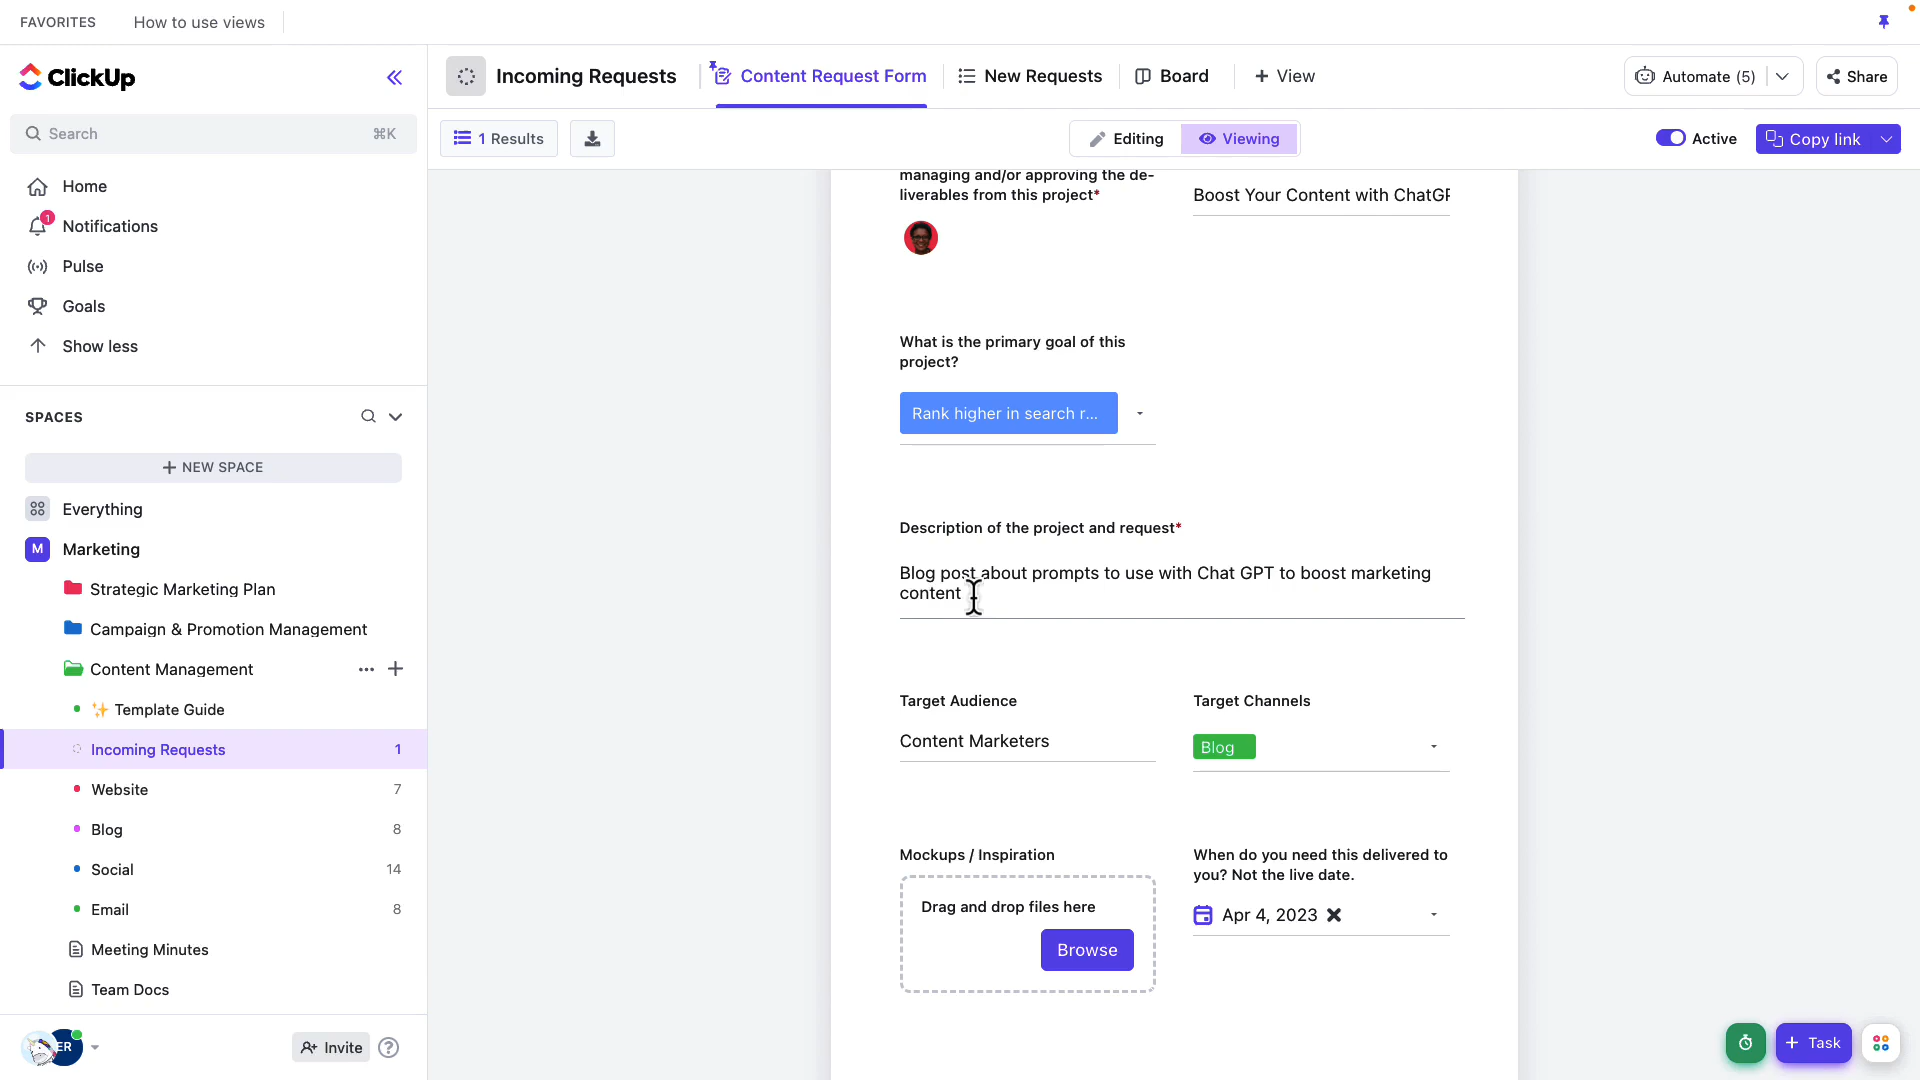 FAVORITES
How to use views
ClickUp
Search
⌘K
Home
1
Notifications
Pulse
Goals
Show less
SPACES
+ NEW SPACE
Everything
M Marketing
Strategic Marketing Plan
Campaign & Promotion Management
Content Management
✨ Template Guide
Incoming Requests 1
Website 7
Blog 8
Social 14
Email 8
Meeting Minutes
Team Docs
ER
Invite
?
Incoming Requests
Content Request Form
New Requests
Board
+ View
Automate (5)
Share
1 Results
Editing
Viewing
Active
Copy link
managing and/or approving the de-
liverables from this project*
Boost Your Content with ChatGP
What is the primary goal of this
project?
Rank higher in search r...
Description of the project and request*
Blog post about prompts to use with Chat GPT to boost marketing
content
Target Audience
Target Channels
Content Marketers
Blog
Mockups / Inspiration
Drag and drop files here
Browse
When do you need this delivered to
you? Not the live date.
Apr 4, 2023
+ Task